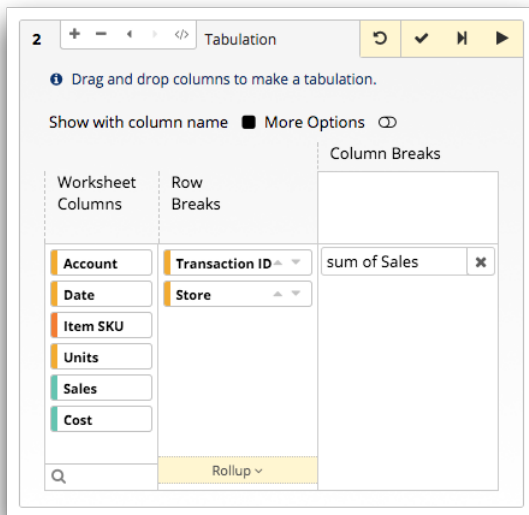 2
Tabulation
Drag and drop columns to make a tabulation.
Show with column name More Options
Column Breaks
Worksheet
Columns
Row
Breaks
Account
Date
Item SKU
Units
Sales
Cost
Transaction ID
Store
Rollup
sum of Sales